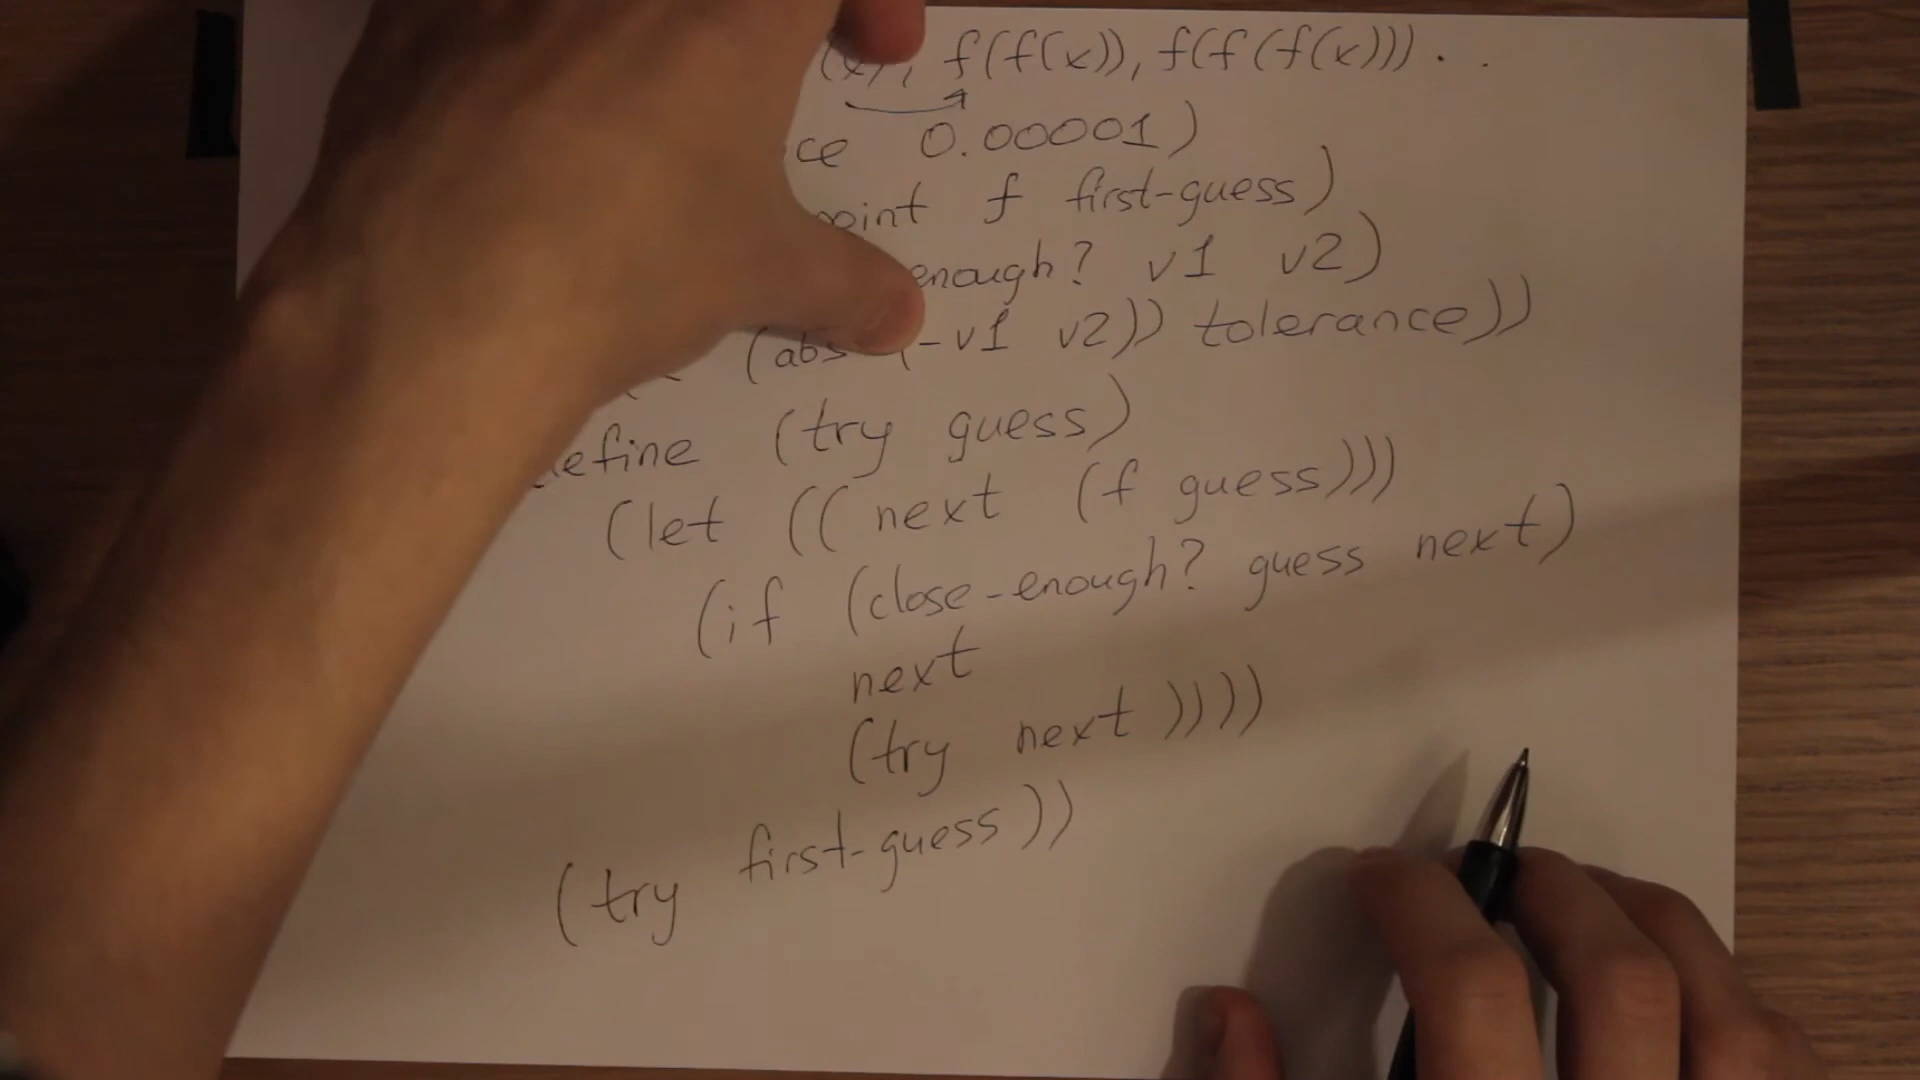 (x), f(f(x)), f(f(f(x))) . .
ce 0.00001)
point f first-guess)
enough? v1 v2)
(abs (-v1 v2)) tolerance))
efine (try guess)
(let ((next (f guess)))
(if (close-enough? guess next)
next
(try next))))
(try first-guess))